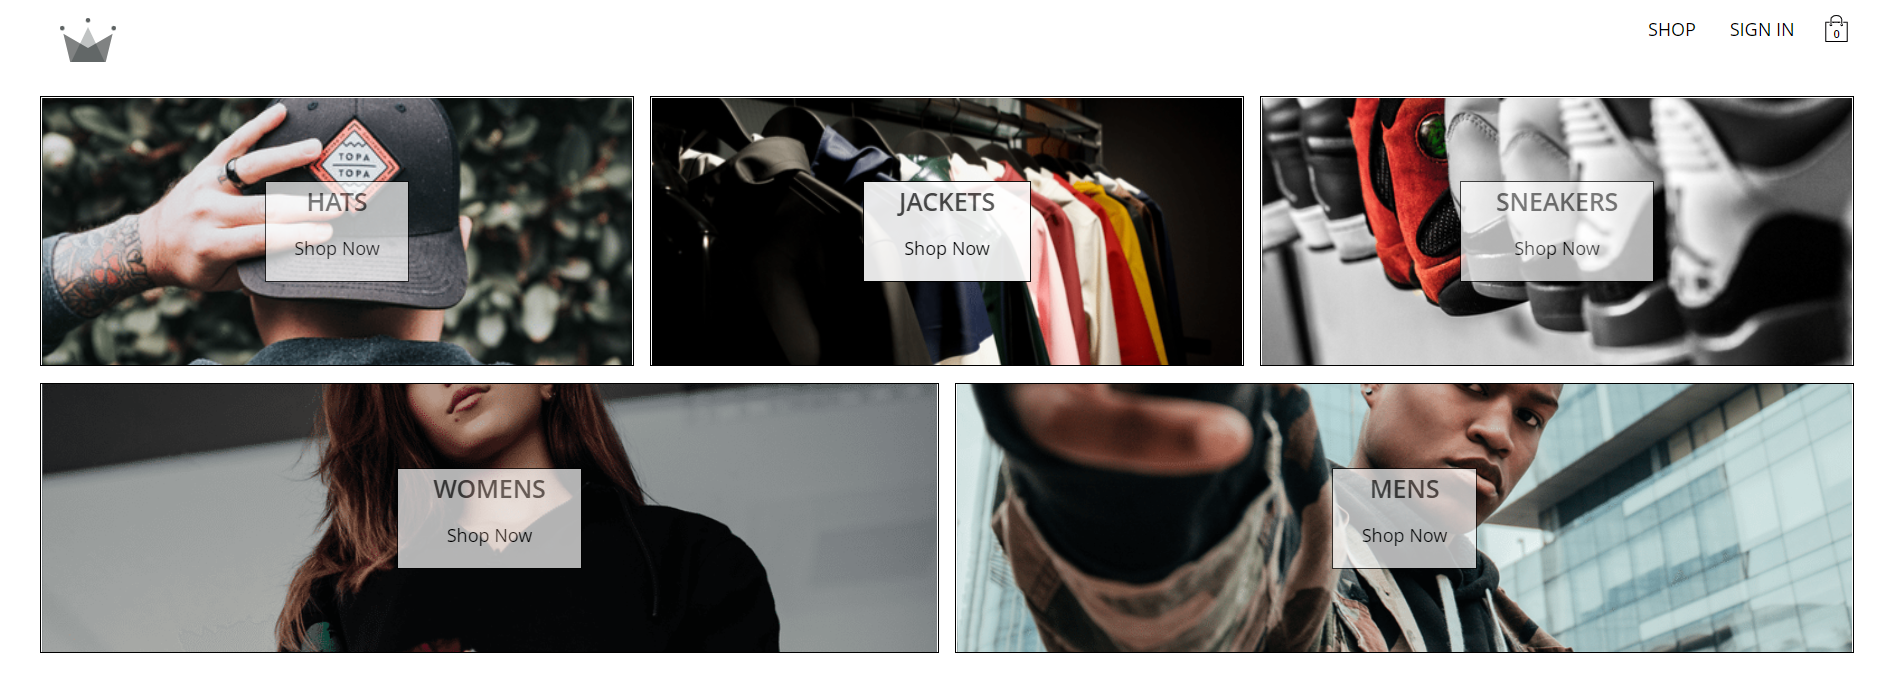 SHOP
SIGN IN
0
TOPA
TOPA
HATS
Shop Now
JACKETS
Shop Now
SNEAKERS
Shop Now
WOMENS
Shop Now
MENS
Shop Now